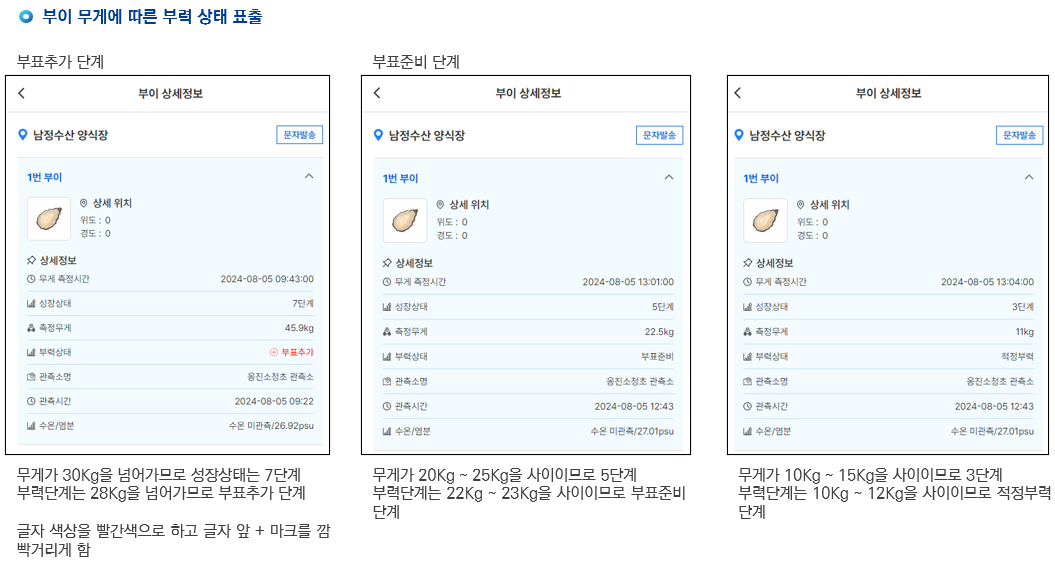 부이 무게에 따른 부력 상태 표출
부표추가 단계
부이 상세정보
남정수산 양식장
문자발송
1번 부이
상세 위치
위도 : 0
경도 : 0
상세정보
무게 측정시간 2024-08-05 09:43:00
성장상태 7단계
측정무게 45.9kg
부력상태 부표추가
관측소명 옹진소청초 관측소
관측시간 2024-08-05 09:22
수온/염분 수온 미관측/26.92psu
무게가 30Kg을 넘어가므로 성장상태는 7단계
부력단계는 28Kg을 넘어가므로 부표추가 단계
글자 색상을 빨간색으로 하고 글자 앞 + 마크를 깜
빡거리게 함
부표준비 단계
부이 상세정보
남정수산 양식장
문자발송
1번 부이
상세 위치
위도 : 0
경도 : 0
상세정보
무게 측정시간 2024-08-05 13:01:00
성장상태 5단계
측정무게 22.5kg
부력상태 부표준비
관측소명 옹진소청초 관측소
관측시간 2024-08-05 12:43
수온/염분 수온 미관측/27.01psu
무게가 20Kg ~ 25Kg을 사이이므로 5단계
부력단계는 22Kg ~ 23Kg을 사이이므로 부표준비
단계
부이 상세정보
남정수산 양식장
문자발송
1번 부이
상세 위치
위도 : 0
경도 : 0
상세정보
무게 측정시간 2024-08-05 13:04:00
성장상태 3단계
측정무게 11kg
부력상태 적정부력
관측소명 옹진소청초 관측소
관측시간 2024-08-05 12:43
수온/염분 수온 미관측/27.01psu
무게가 10Kg ~ 15Kg을 사이이므로 3단계
부력단계는 10Kg ~ 12Kg을 사이이므로 적정부력
단계